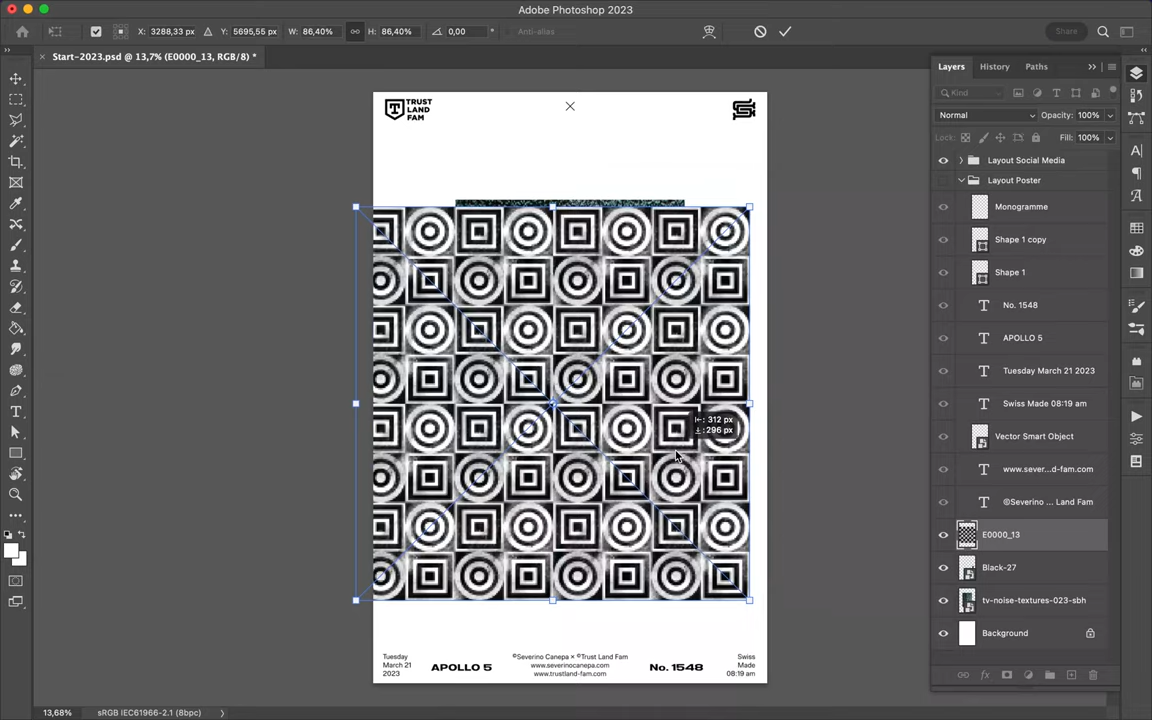 Adobe Photoshop 2023
X: 3288,33 px Y: 5695,55 px W: 86,40% H: 86,40% 0,00 ° Anti-alias Share
Start-2023.psd @ 13,7% (E0000_13, RGB/8) *
Layers History Paths
Kind
Normal Opacity: 100%
Lock: Fill: 100%
Layout Social Media
Layout Poster
Monogramme
Shape 1 copy
Shape 1
No. 1548
APOLLO 5
Tuesday March 21 2023
Swiss Made 08:19 am
Vector Smart Object
www.sever...d-fam.com
©Severino ... Land Fam
E0000_13
Black-27
tv-noise-textures-023-sbh
Background
TRUST
LAND
FAM
312 px
296 px
Tuesday
March 21
2023
APOLLO 5
©Severino Canepa × ©Trust Land Fam
www.severinocanepa.com
www.trustland-fam.com
No. 1548
Swiss
Made
08:19 am
13,68% sRGB IEC61966-2.1 (8bpc)